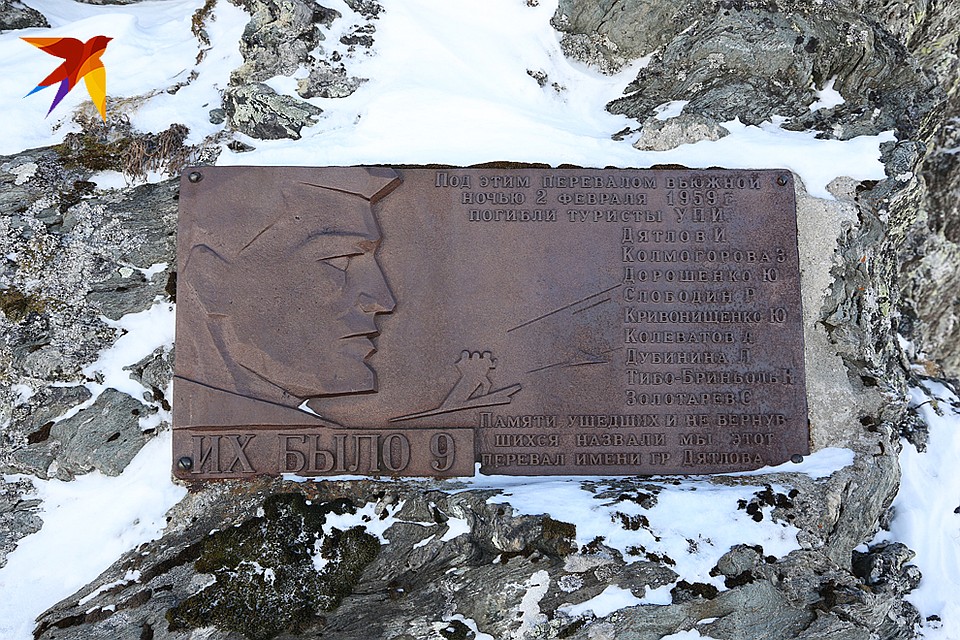 Под этим перевалом вьюжной
ночью 2 февраля 1959 г.
погибли туристы УПИ:
Дятлов И
Колмогорова З
Дорошенко Ю
Слободин Р
Кривонищенко Ю
Колеватов А
Дубинина Л
Тибо-Бриньоль Н
Золотарев С
Памяти ушедших и не вернув
шихся назвали мы этот
перевал имени гр Дятлова
ИХ БЫЛО 9